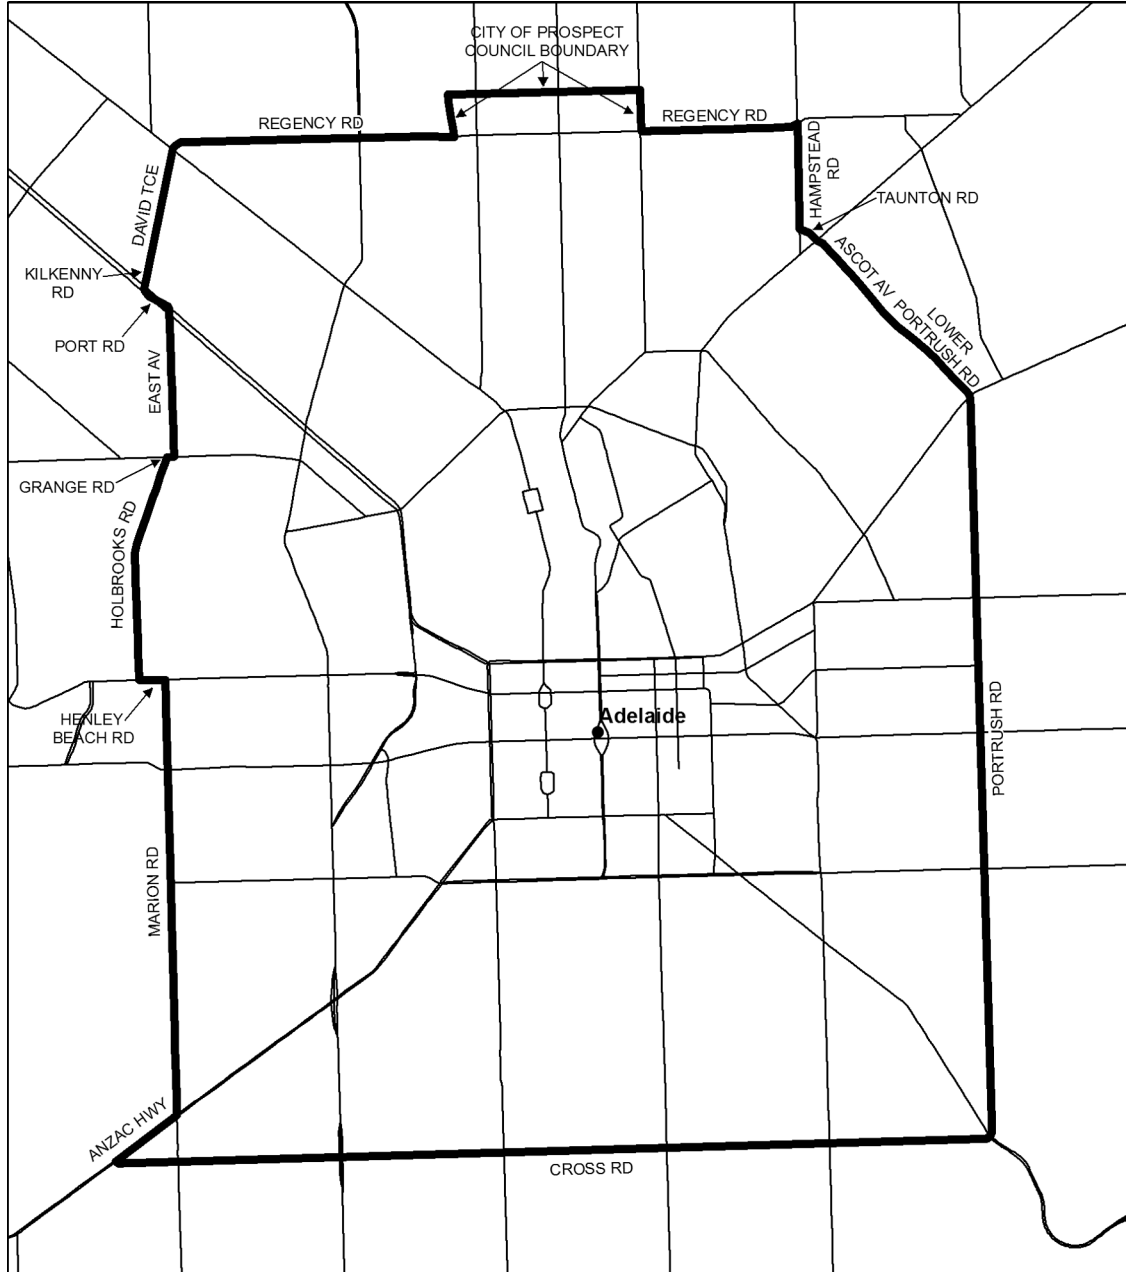 CITY OF PROSPECT
COUNCIL BOUNDARY
REGENCY RD
REGENCY RD
HAMPSTEAD
RD
TAUNTON RD
DAVID TCE
ASCOT AV
KILKENNY
RD
LOWER
PORTRUSH RD
PORT RD
EAST AV
GRANGE RD
HOLBROOKS RD
HENLEY
BEACH RD
Adelaide
PORTRUSH RD
MARION RD
ANZAC HWY
CROSS RD